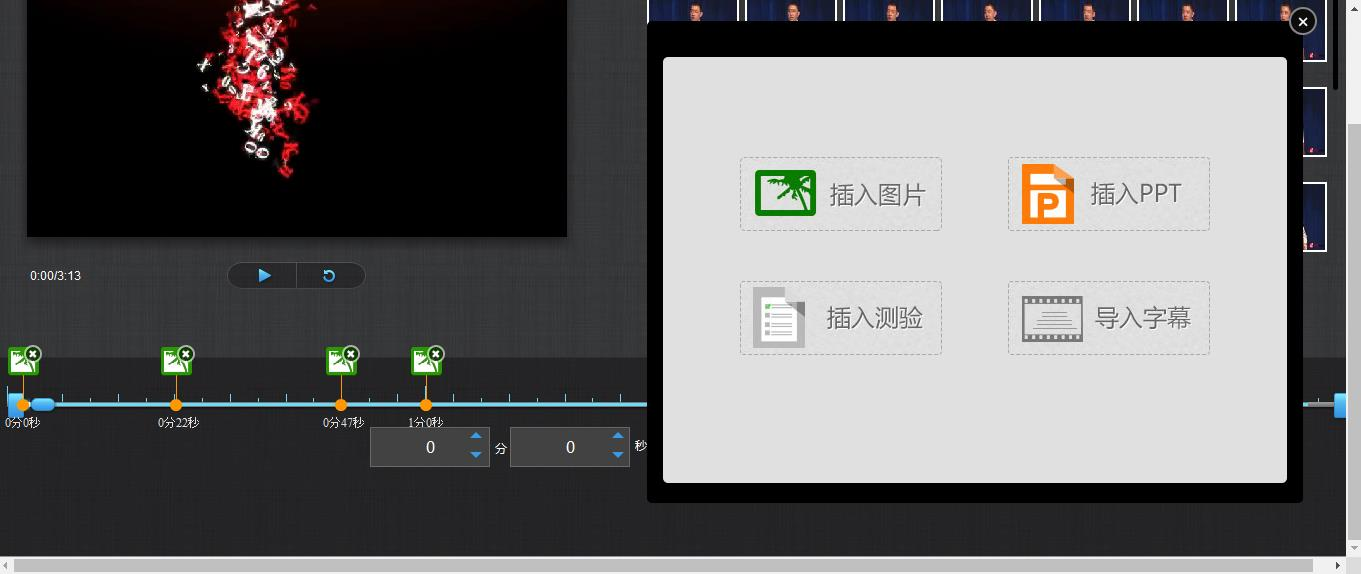 插入图片
插入PPT
P
插入测验
导入字幕
0:00/3:13
0分0秒
0分22秒
0分47秒
1分0秒
0
分
0
秒